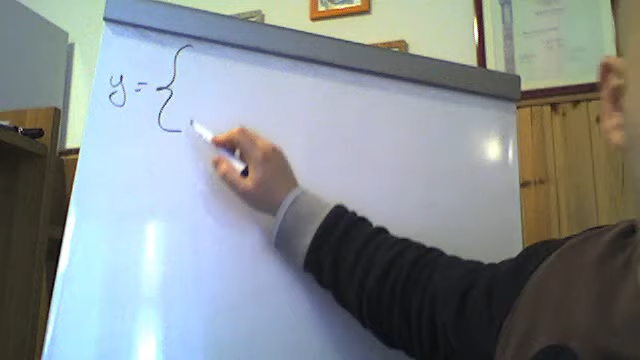 y = {